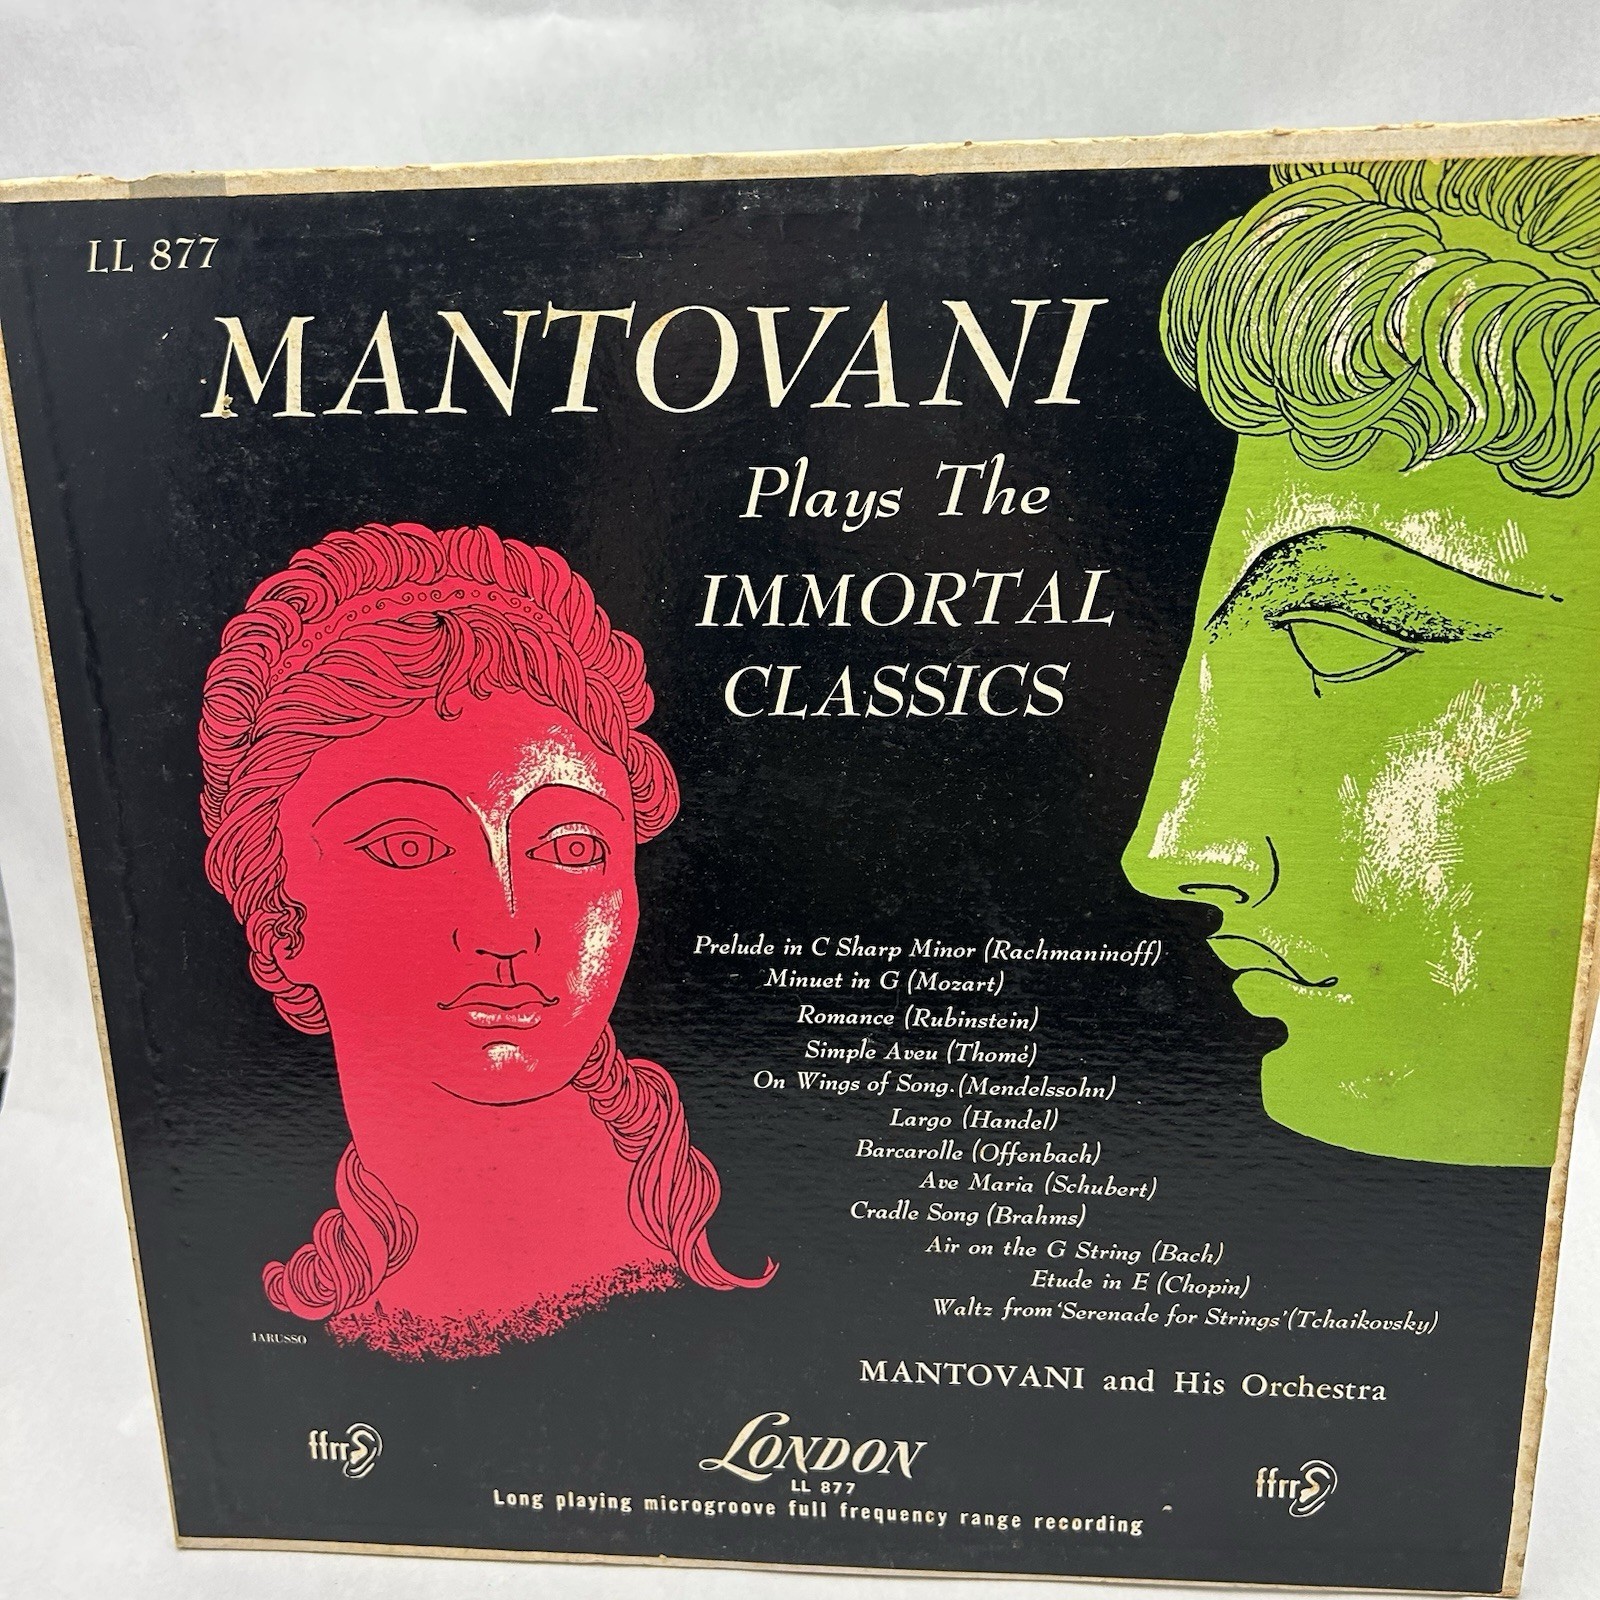 LL 877
MANTOVANI
Plays The
IMMORTAL
CLASSICS
Prelude in C Sharp Minor (Rachmaninoff)
Minuet in G (Mozart)
Romance (Rubinstein)
Simple Aveu (Thomé)
On Wings of Song. (Mendelssohn)
Largo (Handel)
Barcarolle (Offenbach)
Ave Maria (Schubert)
Cradle Song (Brahms)
Air on the G String (Bach)
Etude in E (Chopin)
Waltz from 'Serenade for Strings' (Tchaikovsky)
IARUSSO
MANTOVANI and His Orchestra
ffrr
LONDON
ffrr
LL 877
Long playing microgroove full frequency range recording